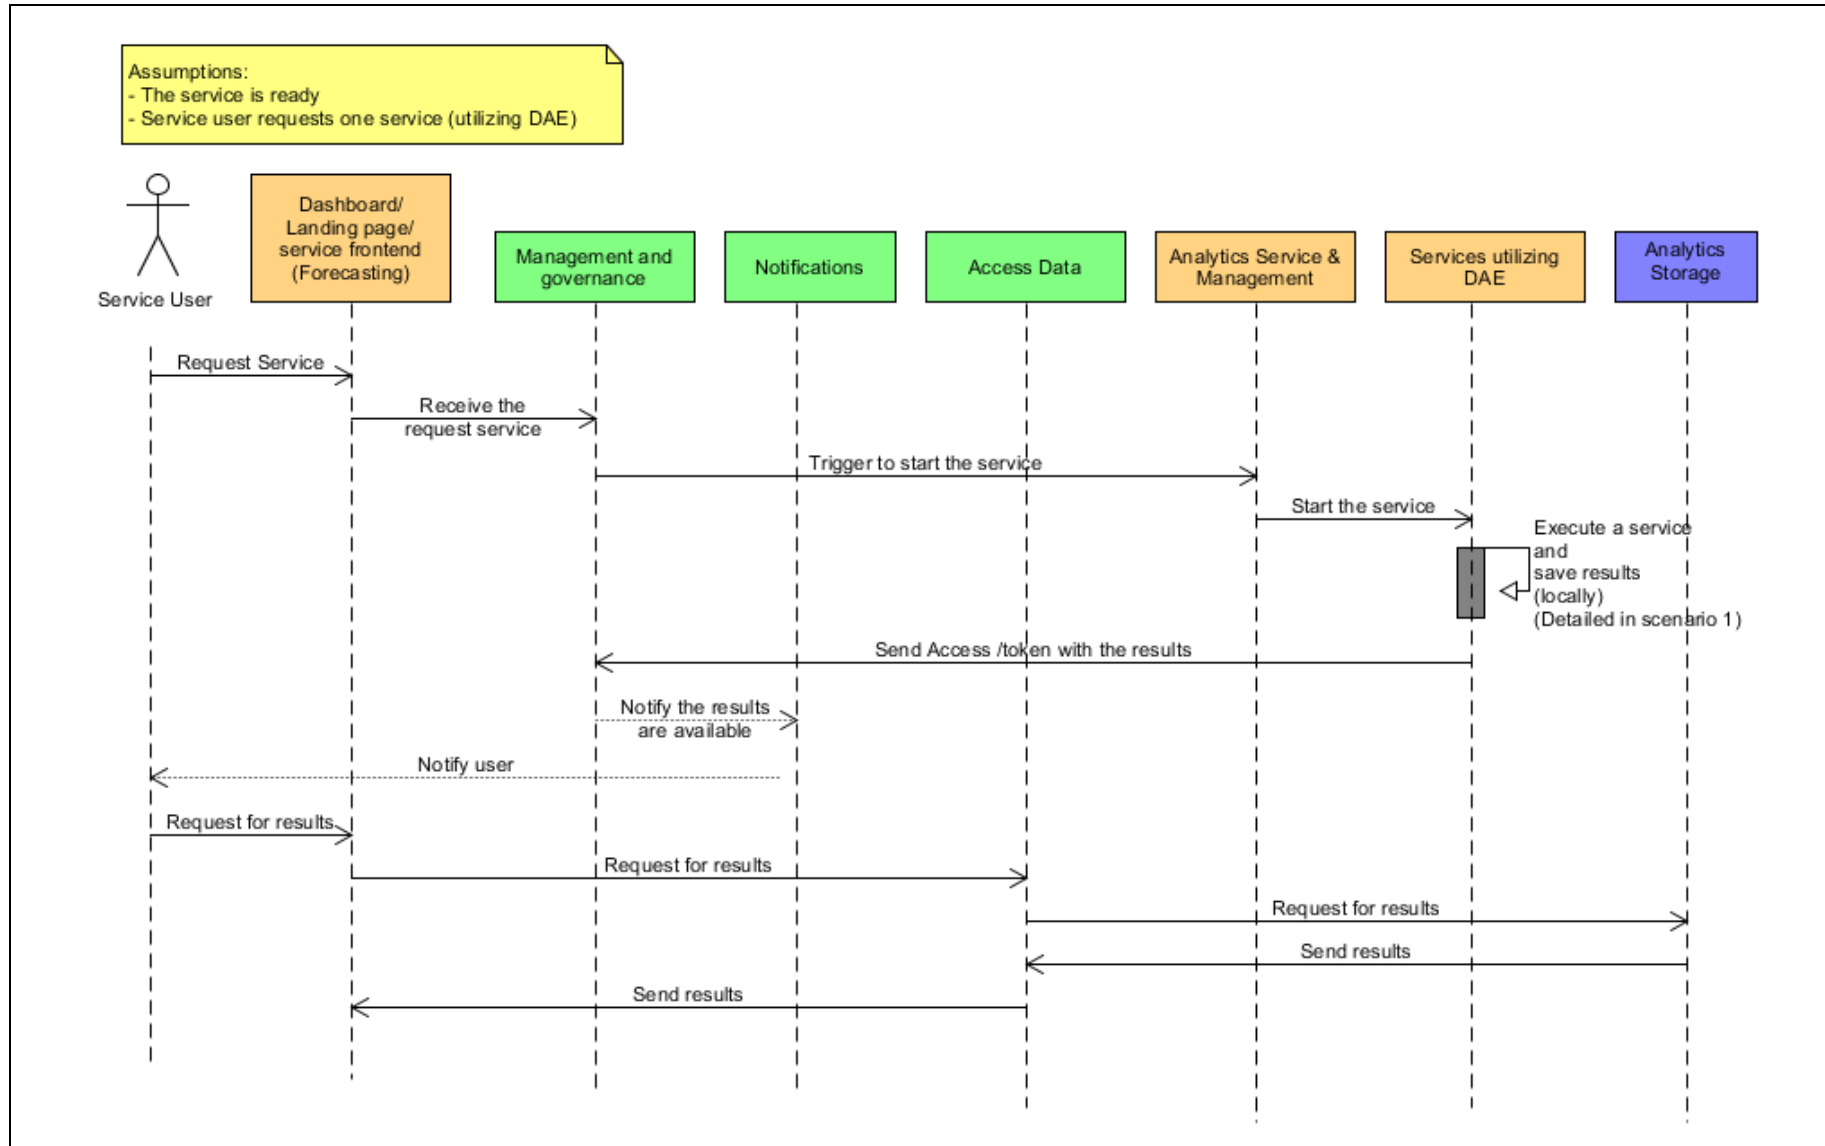 Assumptions:
- The service is ready
- Service user requests one service (utilizing DAE)
Service User
Dashboard/
Landing page/
service frontend
(Forecasting)
Management and
governance
Notifications
Access Data
Analytics Service &
Management
Services utilizing
DAE
Analytics
Storage
Request Service
Receive the
request service
Trigger to start the service
Start the service
Execute a service
and
save results
(locally)
(Detailed in scenario 1)
Send Access /token with the results
Notify the results
are available
Notify user
Request for results
Request for results
Request for results
Send results
Send results